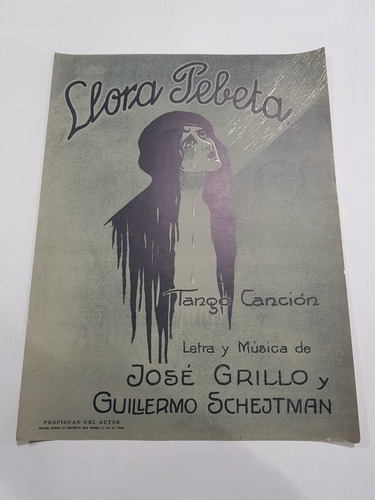 Llora Pebeta
Tango Canción
Letra y Música de
José Grillo y
Guillermo Schejtman
PROPIEDAD DEL AUTOR